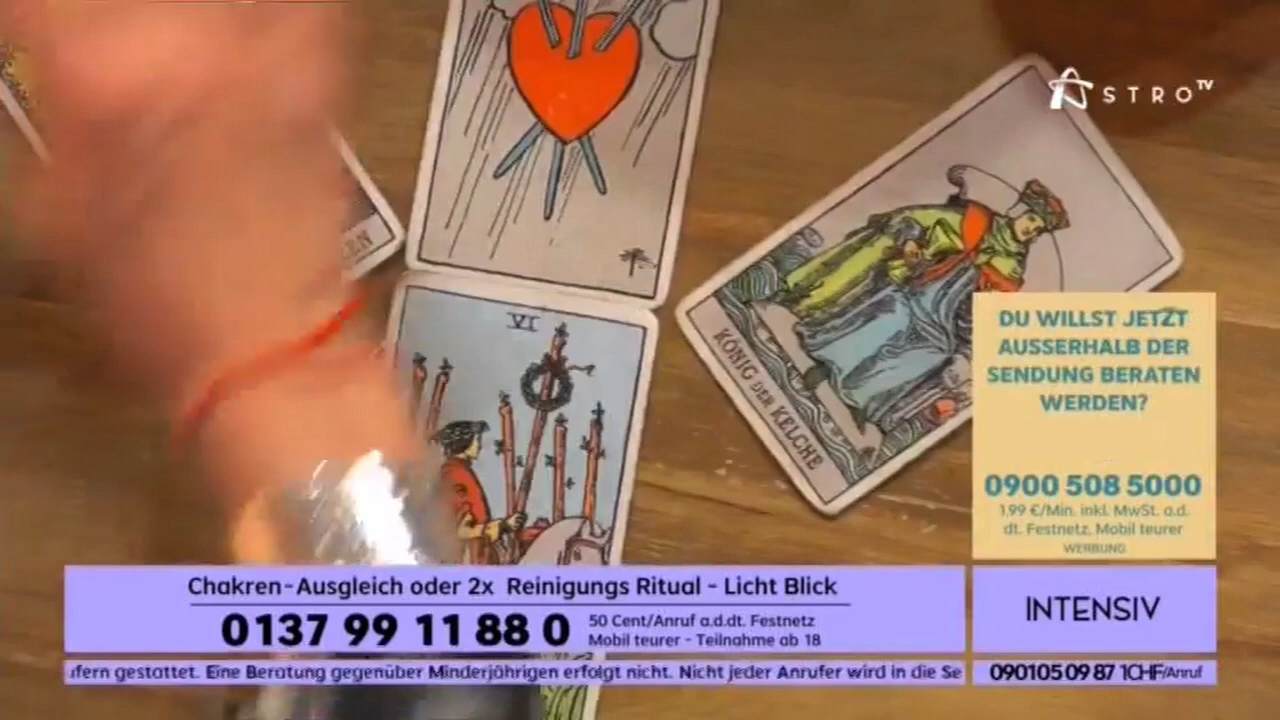 ASTRO TV
EN
VI
KÖNIG DER KELCHE
DU WILLST JETZT
AUSSERHALB DER
SENDUNG BERATEN
WERDEN?
0900 508 5000
1,99 €/Min. inkl. MwSt. a.d.
dt. Festnetz, Mobil teurer
WERBUNG
Chakren-Ausgleich oder 2x Reinigungs Ritual - Licht Blick
0137 99 11 88 0
50 Cent/Anruf a.d.dt. Festnetz
Mobil teurer - Teilnahme ab 18
INTENSIV
fern gestattet. Eine Beratung gegenüber Minderjährigen erfolgt nicht. Nicht jeder Anrufer wird in die Se
090105 09 87 1CHF/Anruf